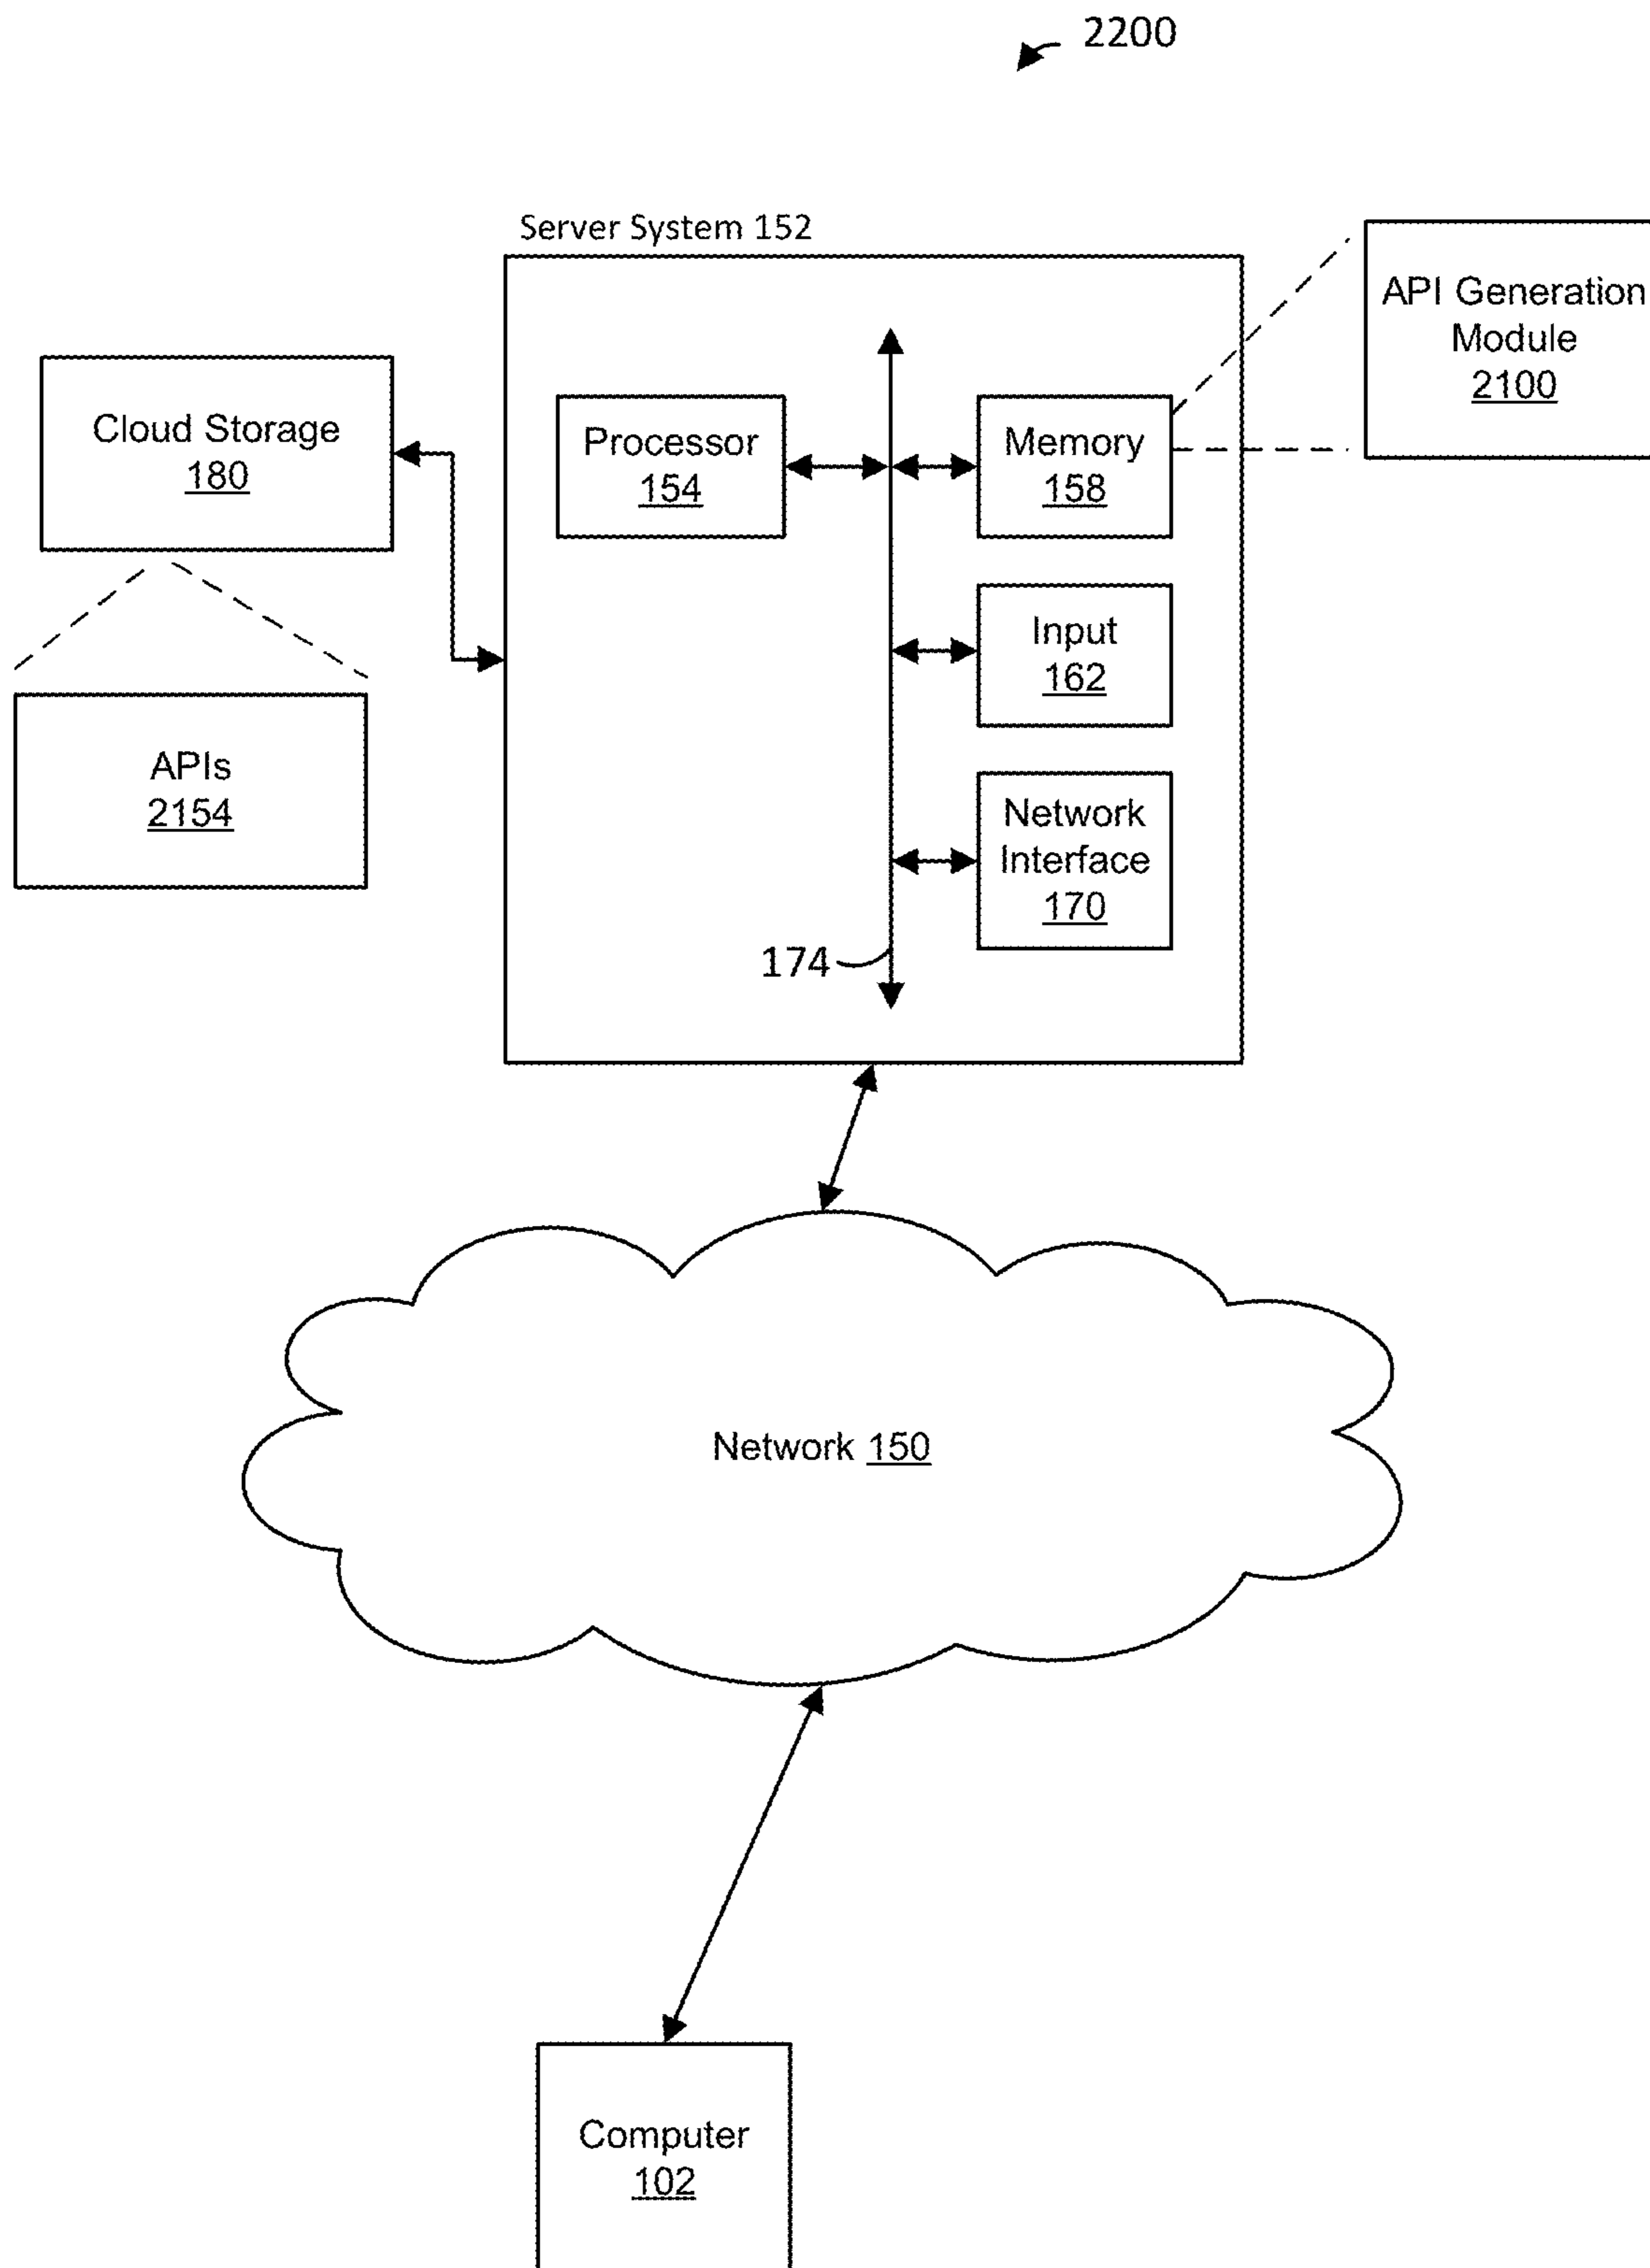 2200
Server System 152
API Generation
Module
2100
Cloud Storage
180
Processor
154
Memory
158
Input
162
APIs
2154
Network
Interface
170
174
Network 150
Computer
102